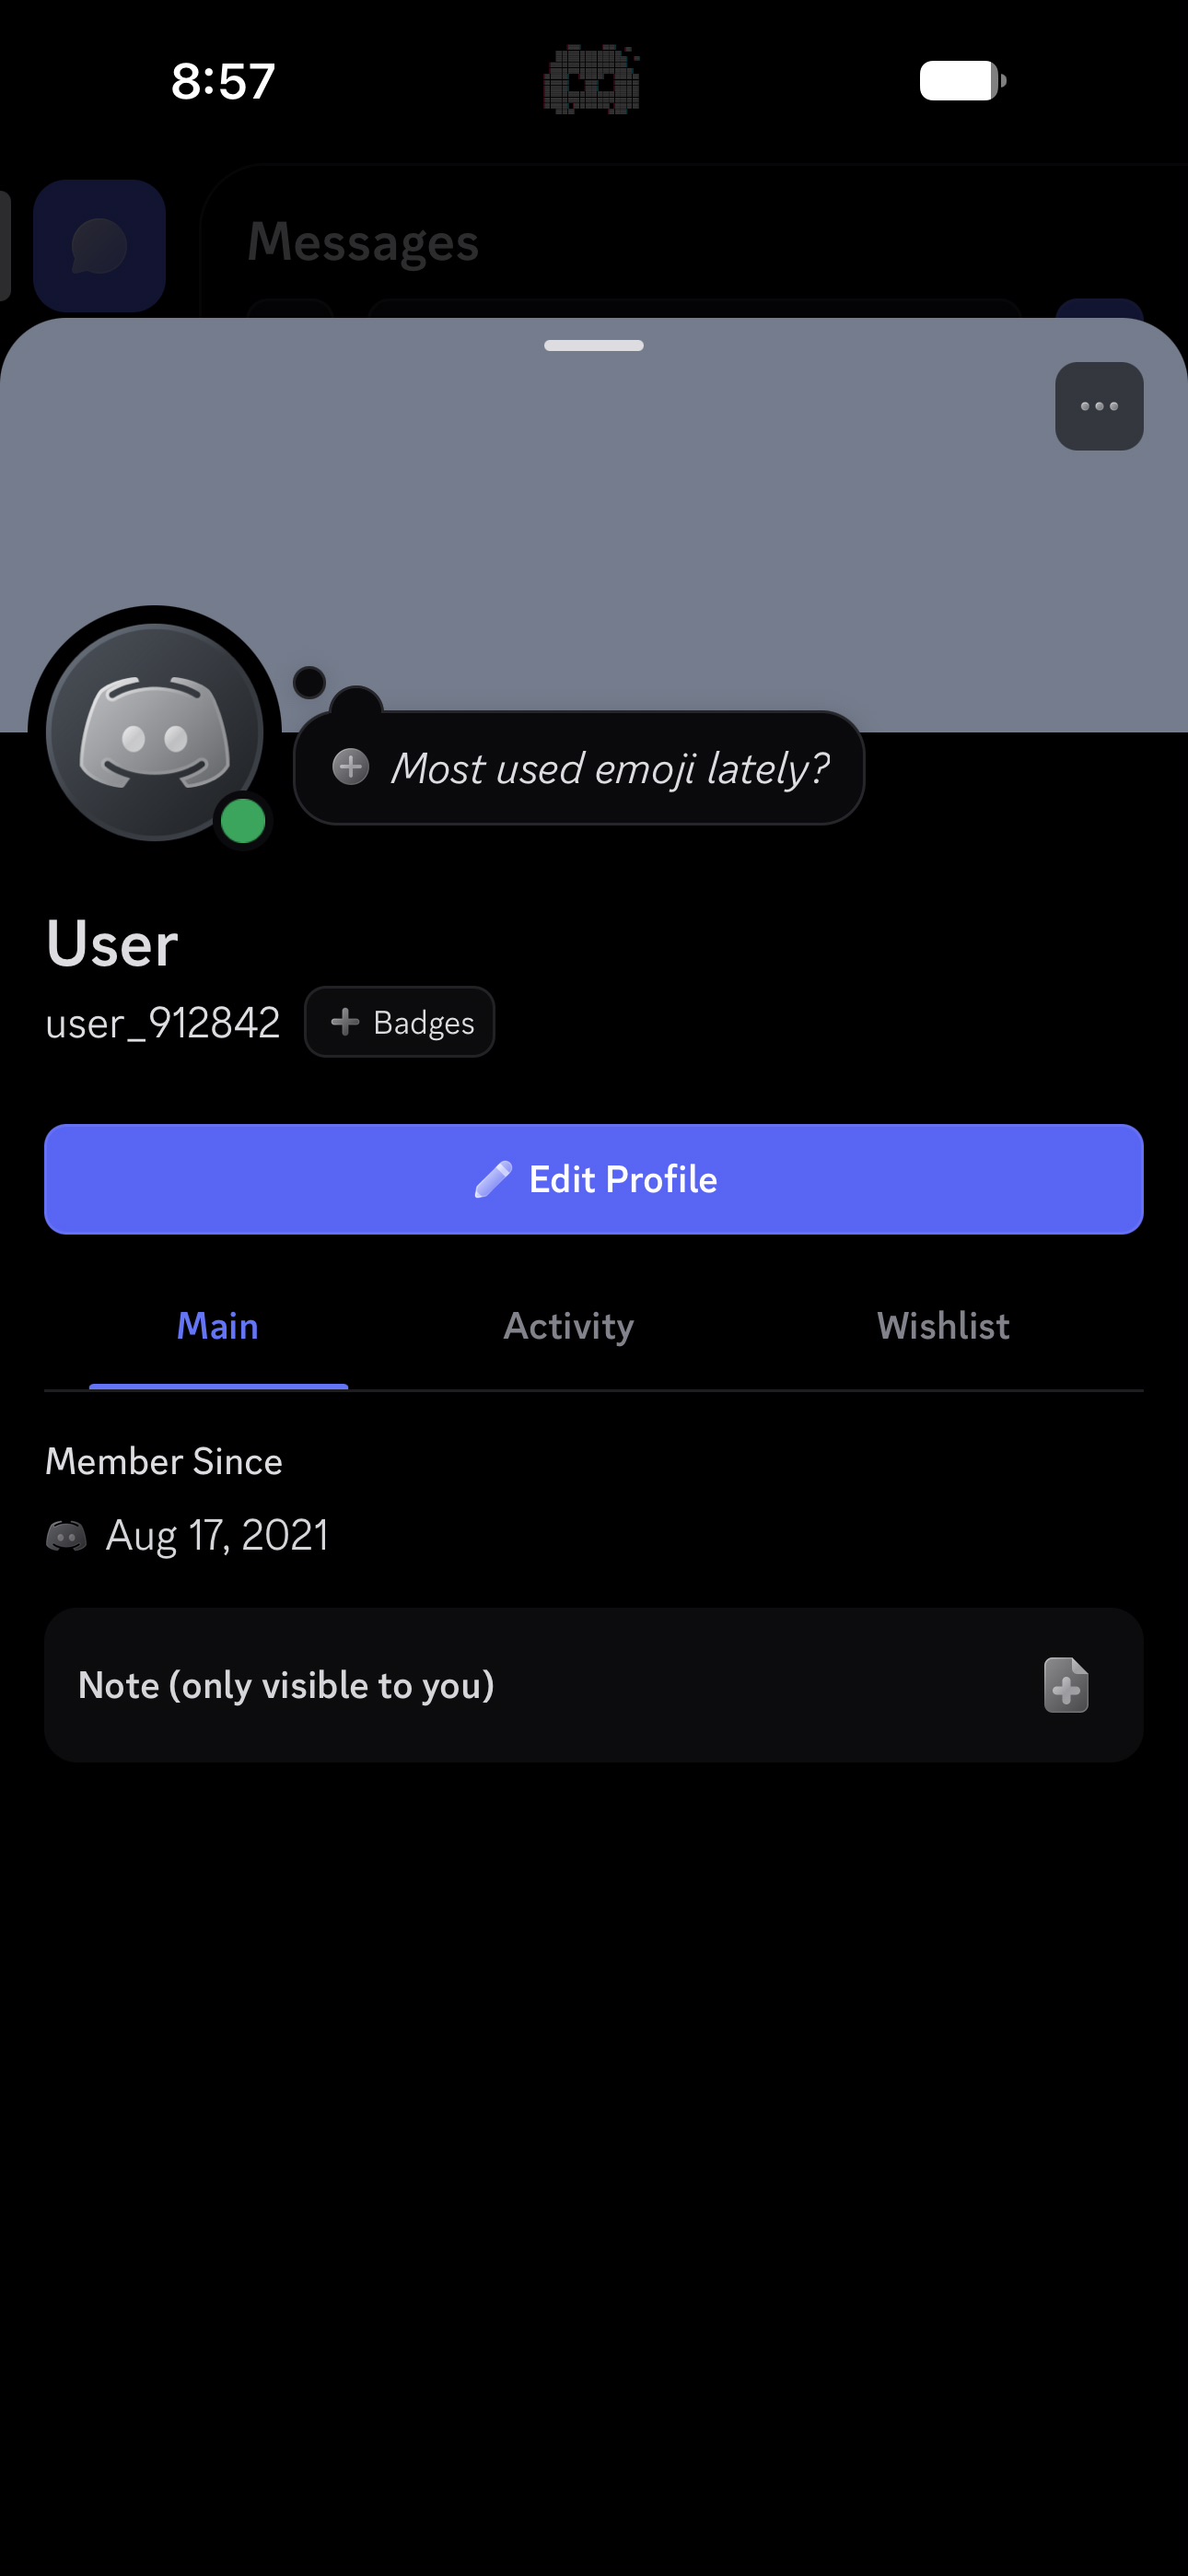 8:57
Messages
Most used emoji lately?
User
user_912842
Badges
Edit Profile
Main
Activity
Wishlist
Member Since
Aug 17, 2021
Note (only visible to you)